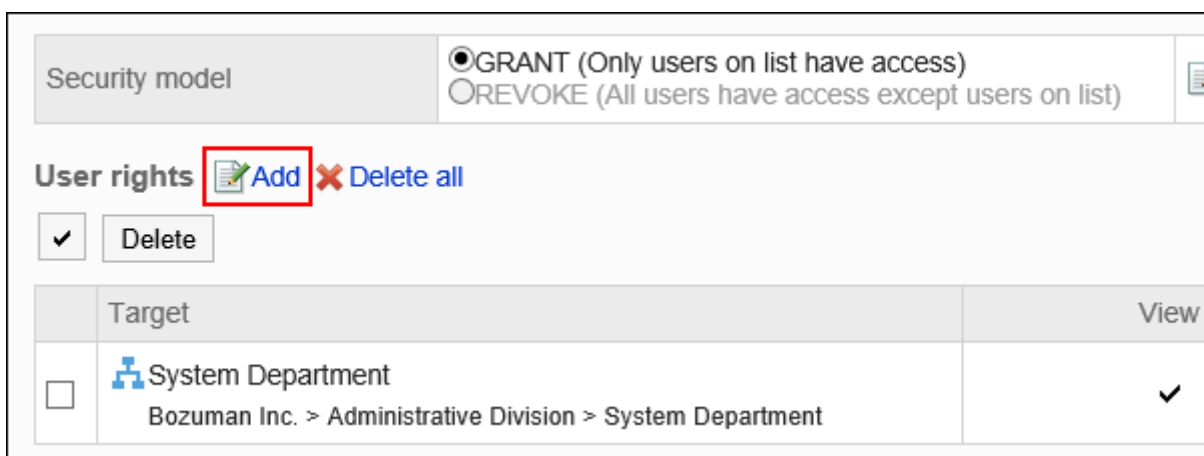 Security model
GRANT (Only users on list have access)
REVOKE (All users have access except users on list)
User rights Add Delete all
Delete
Target View
System Department
Bozuman Inc. > Administrative Division > System Department